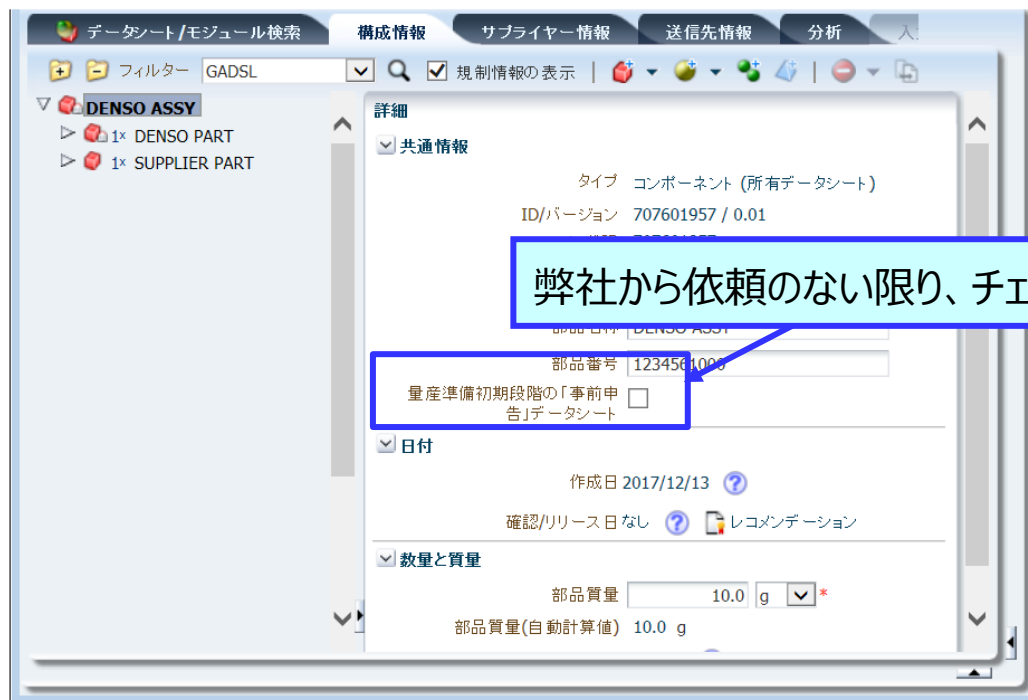 データシート/モジュール検索 構成情報 サプライヤー情報 送信先情報 分析
フィルター GADSL 規制情報の表示
DENSO ASSY
1x DENSO PART
1x SUPPLIER PART
詳細
共通情報
タイプ コンポーネント (所有データシート)
ID/バージョン 707601957 / 0.01
弊社から依頼のない限り、チェ
部品名称 DENSO ASSY
部品番号 1234561000
量産準備初期段階の「事前申
告」データシート
日付
作成日 2017/12/13
確認/リリース日 なし レコメンデーション
数量と質量
部品質量 10.0 g *
部品質量(自動計算値) 10.0 g